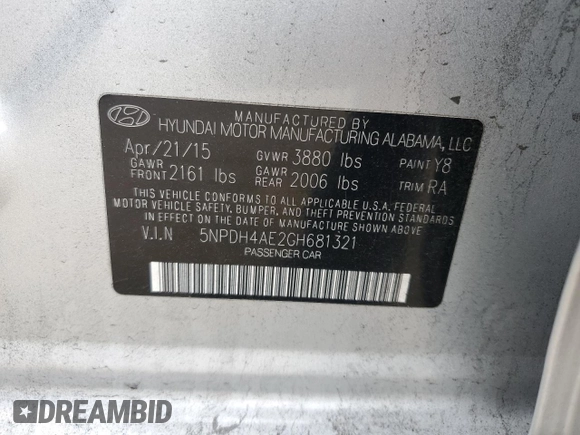 MANUFACTURED BY
HYUNDAI MOTOR MANUFACTURING ALABAMA, LLC
Apr/21/15 GVWR 3880 lbs PAINT Y8
GAWR FRONT 2161 lbs GAWR REAR 2006 lbs TRIM RA
THIS VEHICLE CONFORMS TO ALL APPLICABLE U.S.A. FEDERAL
MOTOR VEHICLE SAFETY, BUMPER, AND THEFT PREVENTION STANDARDS
IN EFFECT ON THE DATE OF MANUFACTURE SHOWN ABOVE.
V.I.N 5NPDH4AE2GH681321
PASSENGER CAR
DREAMBID